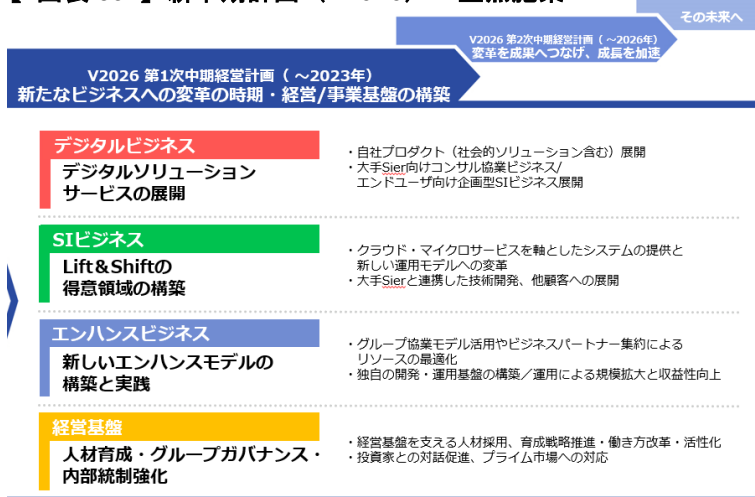 その未来へ
V2026 第2次中期経営計画（～2026年）
変革を成果へつなげ、成長を加速
V2026 第1次中期経営計画（～2023年）
新たなビジネスへの変革の時期・経営/事業基盤の構築
デジタルビジネス
デジタルソリューション
サービスの展開
・自社プロダクト（社会的ソリューション含む）展開
・大手Sier向けコンサル協業ビジネス/
エンドユーザ向け企画型SIビジネス展開
SIビジネス
Lift＆Shiftの
得意領域の構築
・クラウド・マイクロサービスを軸としたシステムの提供と
新しい運用モデルへの変革
・大手Sierと連携した技術開発、他顧客への展開
エンハンスビジネス
新しいエンハンスモデルの
構築と実践
・グループ協業モデル活用やビジネスパートナー集約による
リソースの最適化
・独自の開発・運用基盤の構築／運用による規模拡大と収益性向上
経営基盤
人材育成・グループガバナンス・
内部統制強化
・経営基盤を支える人材採用、育成戦略推進・働き方改革・活性化
・投資家との対話促進、プライム市場への対応